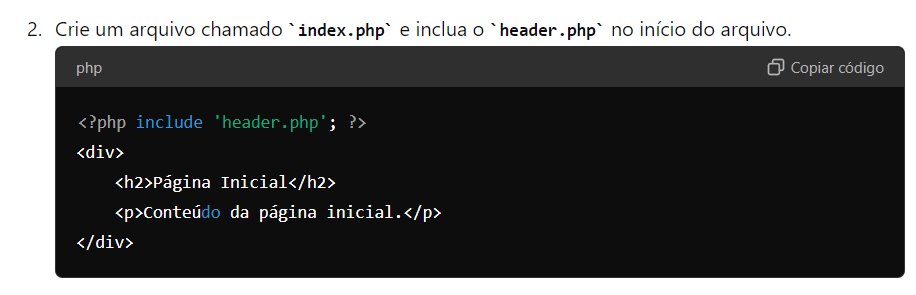 2. Crie um arquivo chamado `index.php` e inclua o `header.php` no início do arquivo.
php
Copiar código
<?php include 'header.php'; ?>
<div>
    <h2>Página Inicial</h2>
    <p>Conteúdo da página inicial.</p>
</div>